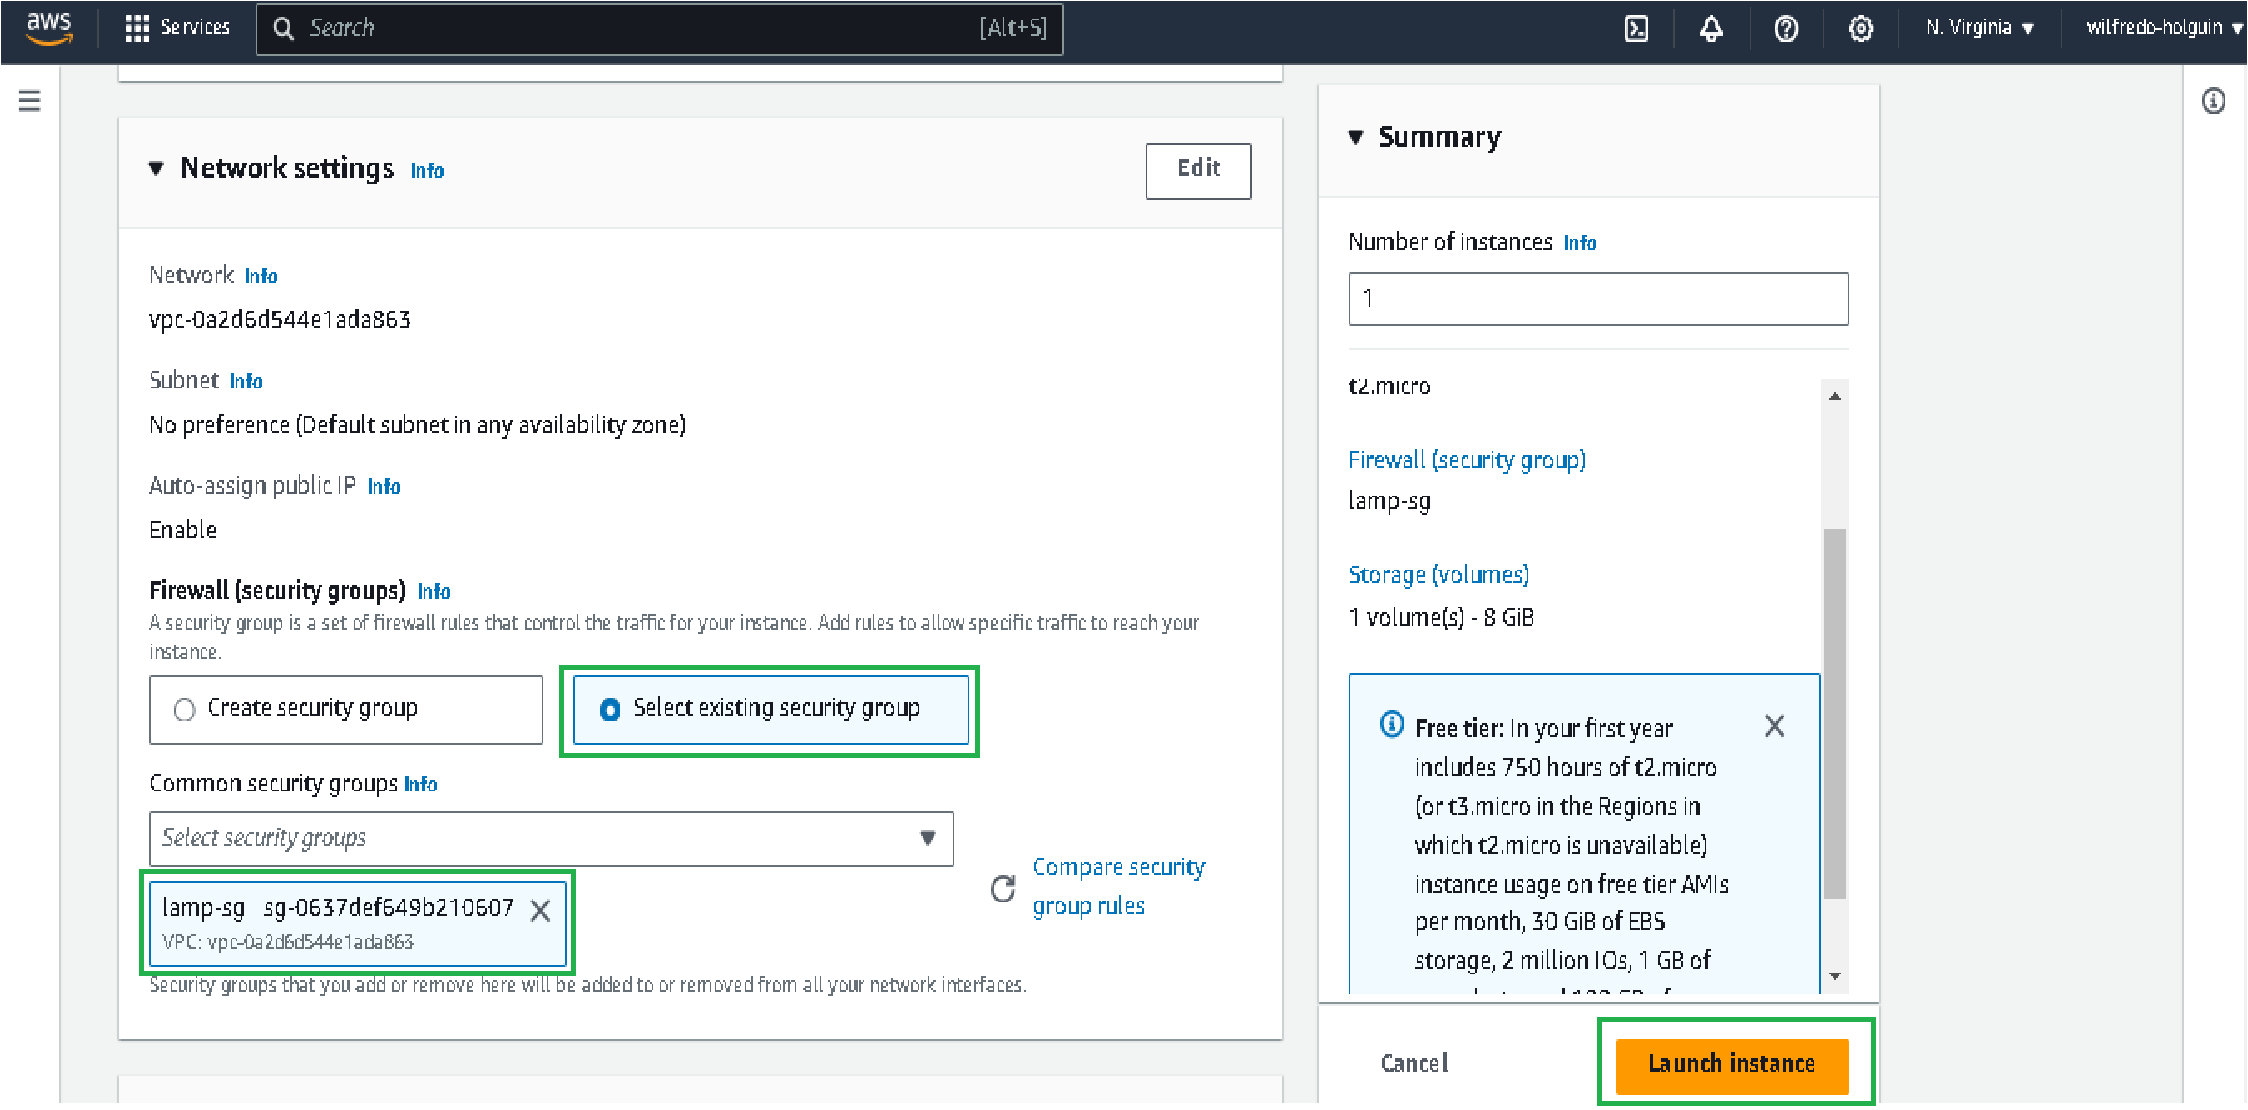 aws
Services
Search [Alt+S]
N. Virginia
wilfredo-holguin
Network settings Info
Edit
Network Info
vpc-0a2d6d544e1ada863
Subnet Info
No preference (Default subnet in any availability zone)
Auto-assign public IP Info
Enable
Firewall (security groups) Info
A security group is a set of firewall rules that control the traffic for your instance. Add rules to allow specific traffic to reach your
instance.
Create security group
Select existing security group
Common security groups Info
Select security groups
lamp-sg sg-0637def649b210607
VPC: vpc-0a2d6d544e1ada863
Compare security
group rules
Security groups that you add or remove here will be added to or removed from all your network interfaces.
Summary
Number of instances Info
1
t2.micro
Firewall (security group)
lamp-sg
Storage (volumes)
1 volume(s) - 8 GiB
Free tier: In your first year
includes 750 hours of t2.micro
(or t3.micro in the Regions in
which t2.micro is unavailable)
instance usage on free tier AMIs
per month, 30 GiB of EBS
storage, 2 million IOs, 1 GB of
Cancel
Launch instance